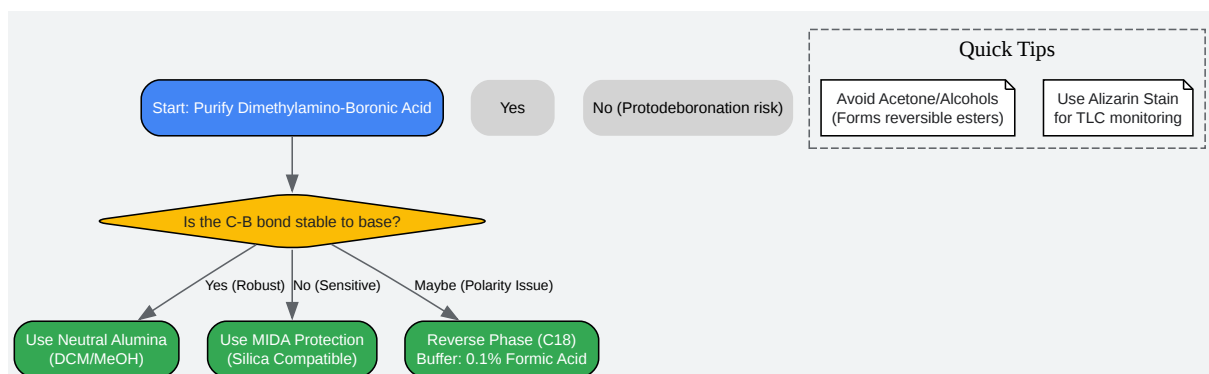 Quick Tips
Start: Purify Dimethylamino-Boronic Acid
Yes
No (Protodeboronation risk)
Avoid Acetone/Alcohols
(Forms reversible esters)
Use Alizarin Stain
for TLC monitoring
Is the C-B bond stable to base?
Yes (Robust)
No (Sensitive)
Maybe (Polarity Issue)
Use Neutral Alumina
(DCM/MeOH)
Use MIDA Protection
(Silica Compatible)
Reverse Phase (C18)
Buffer: 0.1% Formic Acid